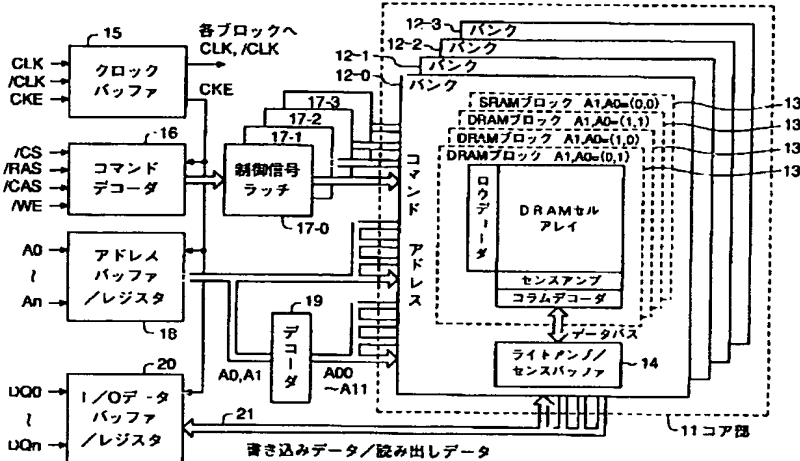 15
CLK
/CLK
CKE
クロック
バッファ
各ブロックへ
CLK, /CLK
CKE
16
/CS
/RAS
/CAS
/WE
コマンド
デコーダ
17-3
17-2
17-1
制御信号
ラッチ
17-0
A0
～
An
アドレス
バッファ
/レジスタ
18
19
デコーダ
A0,A1
A00
～A11
20
DQ0
～
DQn
I/Oデータ
バッファ
/レジスタ
21
書き込みデータ/読み出しデータ
12-3
バンク
12-2
バンク
12-1
バンク
12-0
バンク
コマンド
アドレス
SRAMブロック A1,A0=(0,0)
13
DRAMブロック A1,A0=(1,1)
13
DRAMブロック A1,A0=(1,0)
13
DRAMブロック A1,A0=(0,1)
13
ロウデーダ
DRAMセル
アレイ
センスアンプ
コラムデコーダ
データバス
ライトアンプ/
センスバッファ
14
11コア部